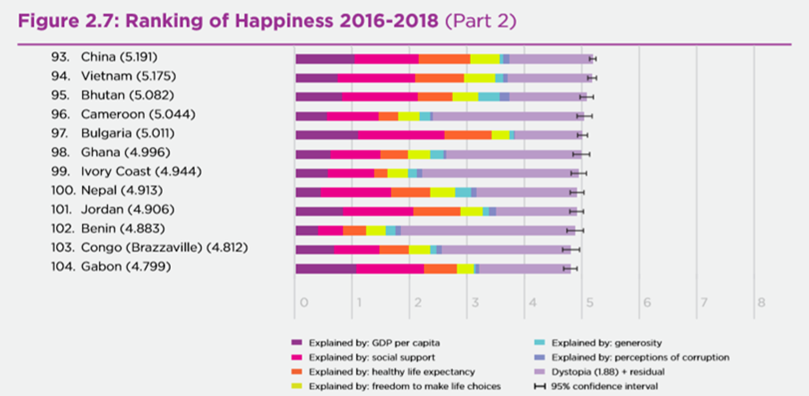 Figure 2.7: Ranking of Happiness 2016-2018 (Part 2)
93. China (5.191)
94. Vietnam (5.175)
95. Bhutan (5.082)
96. Cameroon (5.044)
97. Bulgaria (5.011)
98. Ghana (4.996)
99. Ivory Coast (4.944)
100. Nepal (4.913)
101. Jordan (4.906)
102. Benin (4.883)
103. Congo (Brazzaville) (4.812)
104. Gabon (4.799)
0 1 2 3 4 5 6 7 8
Explained by: GDP per capita
Explained by: social support
Explained by: healthy life expectancy
Explained by: freedom to make life choices
Explained by: generosity
Explained by: perceptions of corruption
Dystopia (1.88) + residual
95% confidence interval